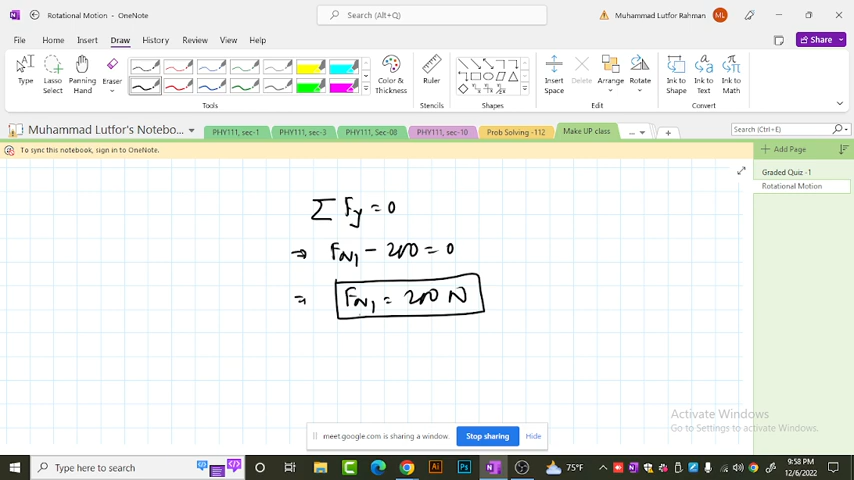 Rotational Motion - OneNote
Search (Alt+Q)
Muhammad Lutfor Rahman
ML
File
Home
Insert
Draw
History
Review
View
Help
Share
Type
Lasso Select
Panning Hand
Eraser
Color & Thickness
Ruler
Shapes
Insert Space
Delete
Arrange
Rotate
Ink to Shape
Ink to Text
Ink to Math
Tools
Stencils
Shapes
Edit
Convert
Muhammad Lutfor's Notebo...
PHY111, sec-1
PHY111, sec-3
PHY111, Sec-08
PHY111, sec-10
Prob Solving -112
Make UP class
Search (Ctrl+E)
To sync this notebook, sign in to OneNote.
Add Page
Graded Quiz -1
Rotational Motion
∑ Fy = 0
⇒ FN1 - 200 = 0
= FN1 = 200 N
Activate Windows
Go to Settings to activate Windows.
meet.google.com is sharing a window.
Stop sharing
Hide
Type here to search
75°F
9:58 PM
12/6/2022